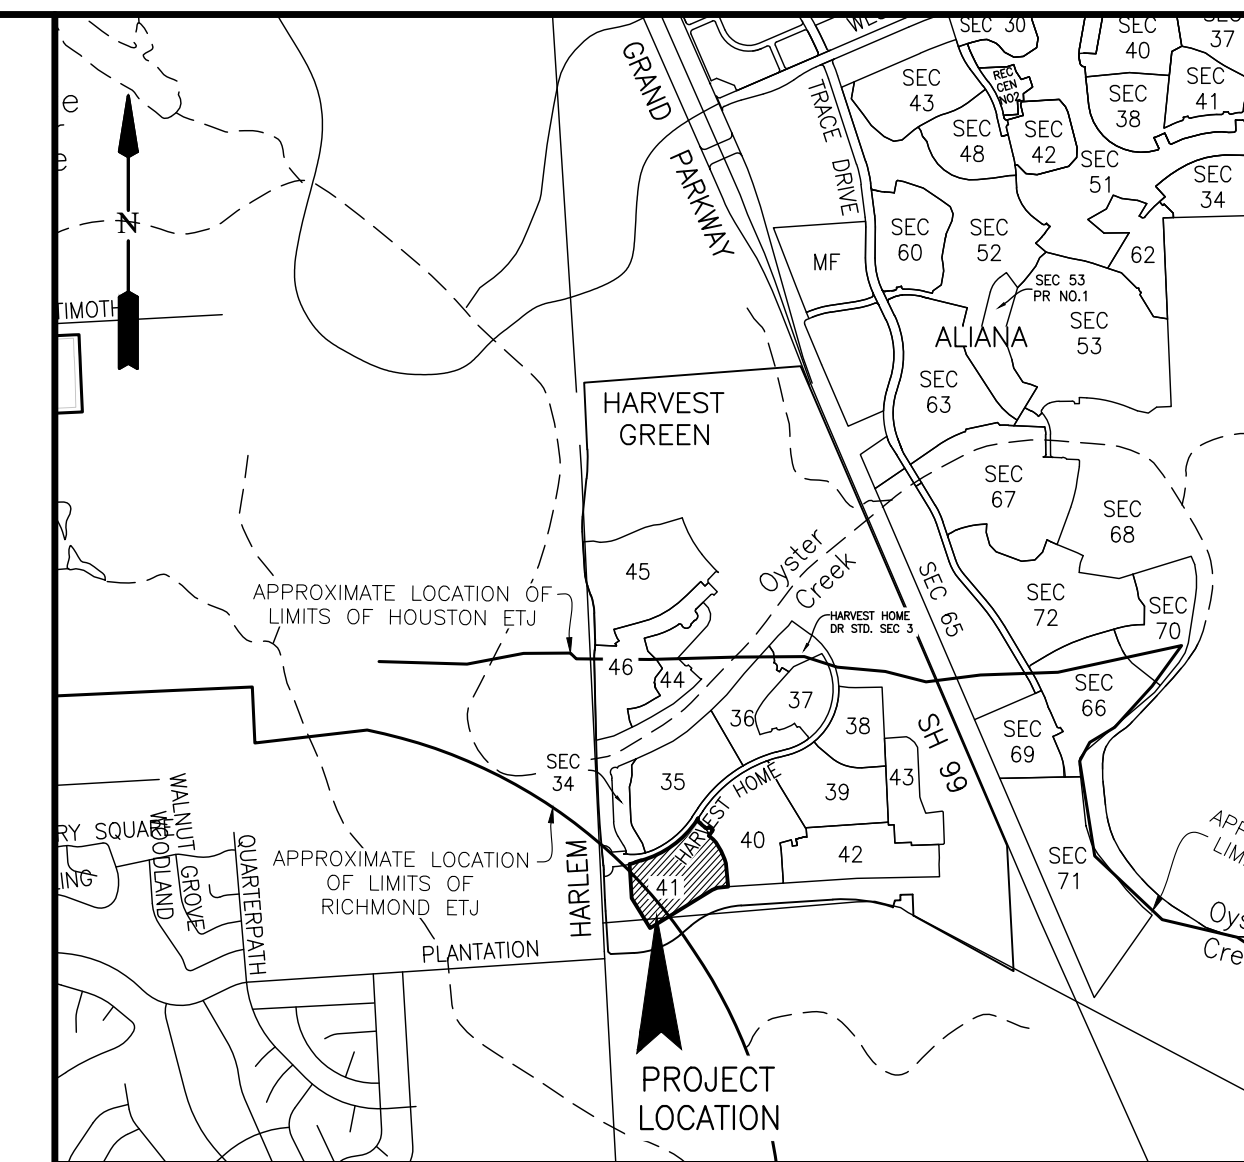 SEC 30
SEC
40
37
GRAND PARKWAY
TRACE DRIVE
SEC
43
REC
CEN
NO2
SEC
38
SEC
41
SEC
48
SEC
42
SEC
51
SEC
34
N
SEC
60
SEC
52
62
MF
SEC 53
PR NO.1
SEC
53
ALIANA
SEC
63
HARVEST
GREEN
SEC
67
SEC
68
45
Oyster
Creek
APPROXIMATE LOCATION OF
LIMITS OF HOUSTON ETJ
HARVEST HOME
DR STD. SEC 3
SEC 65
SEC
72
SEC
70
46
44
37
36
38
SEC
66
SEC
69
SH 99
SEC
34
35
39
43
HARVEST HOME
40
42
41
WALNUT GROVE
WOODLAND
QUARTERPATH
RY SQUARE
LING
APPROXIMATE LOCATION
OF LIMITS OF
RICHMOND ETJ
HARLEM
PLANTATION
SEC
71
Oys
Cre
PROJECT
LOCATION